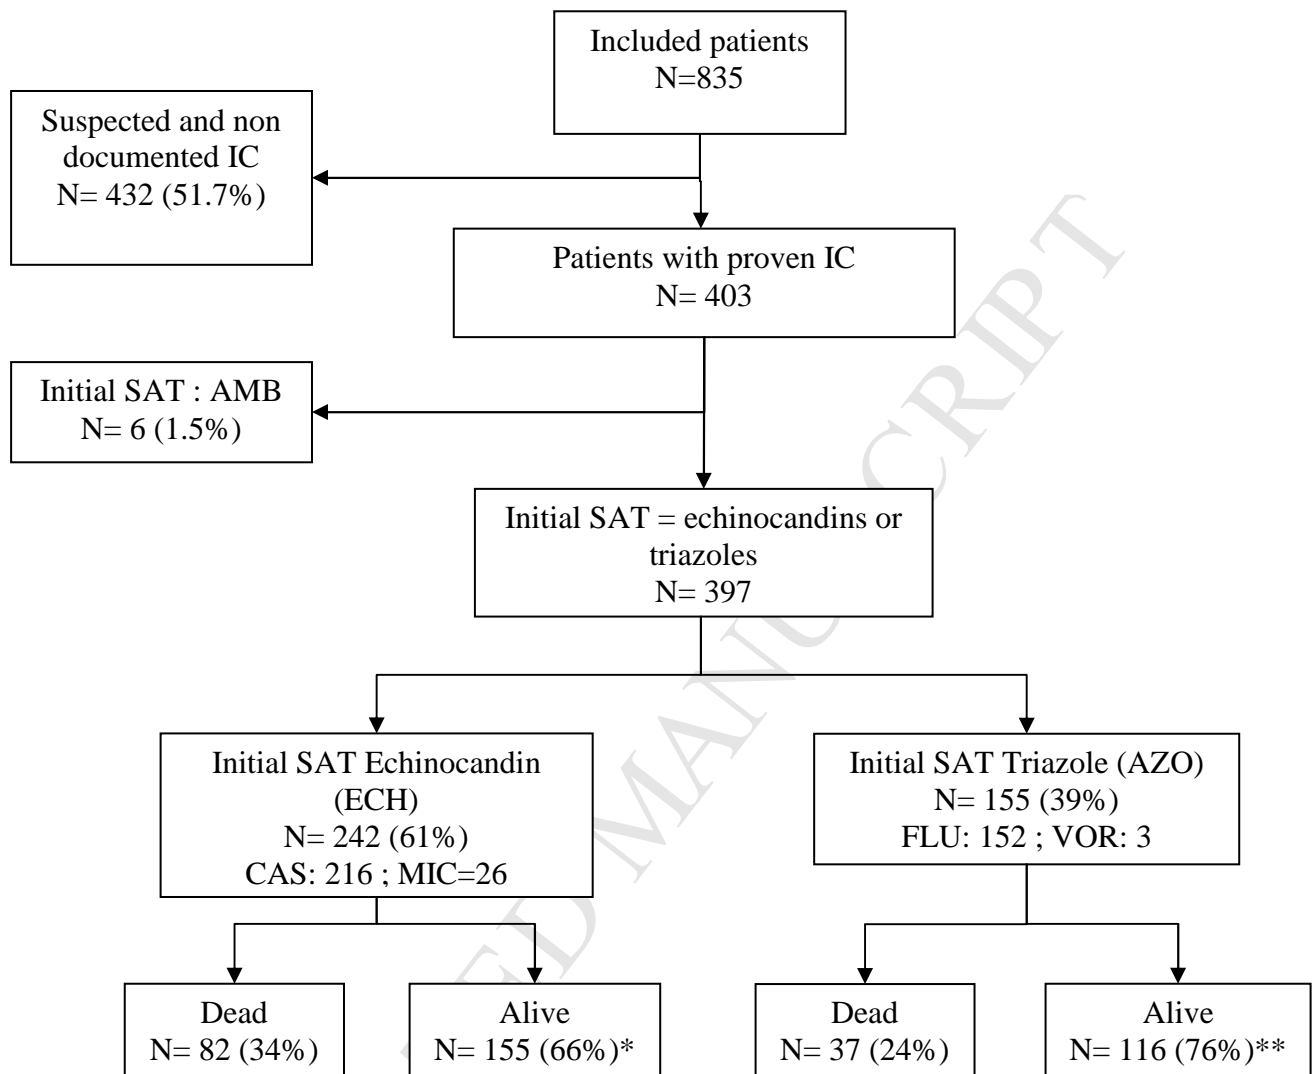 Included patients
N=835
Suspected and non
documented IC
N= 432 (51.7%)
Patients with proven IC
N= 403
Initial SAT : AMB
N= 6 (1.5%)
Initial SAT = echinocandins or
triazoles
N= 397
Initial SAT Echinocandin
(ECH)
N= 242 (61%)
CAS: 216 ; MIC=26
Initial SAT Triazole (AZO)
N= 155 (39%)
FLU: 152 ; VOR: 3
Dead
N= 82 (34%)
Alive
N= 155 (66%)*
Dead
N= 37 (24%)
Alive
N= 116 (76%)**
ED MANUSCRIPT